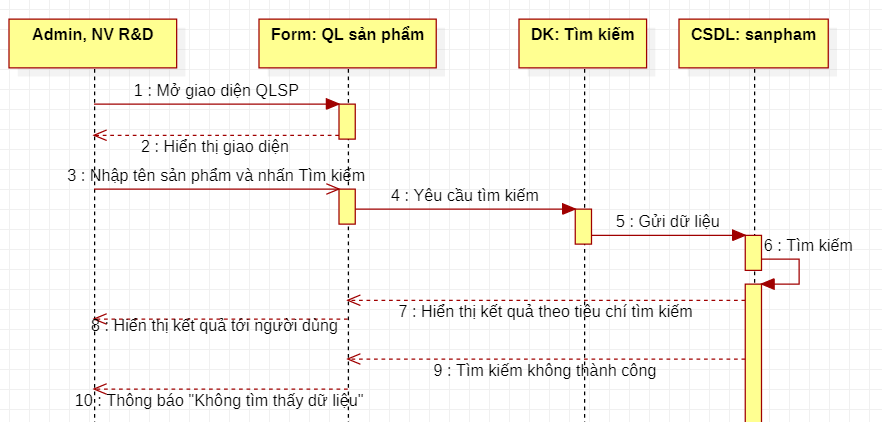 Admin, NV R&D
Form: QL sản phẩm
DK: Tìm kiếm
CSDL: sanpham
1 : Mở giao diện QLSP
2 : Hiển thị giao diện
3 : Nhập tên sản phẩm và nhấn Tìm kiếm
4 : Yêu cầu tìm kiếm
5 : Gửi dữ liệu
6 : Tìm kiếm
7 : Hiển thị kết quả theo tiêu chí tìm kiếm
8 : Hiển thị kết quả tới người dùng
9 : Tìm kiếm không thành công
10 : Thông báo "Không tìm thấy dữ liệu"